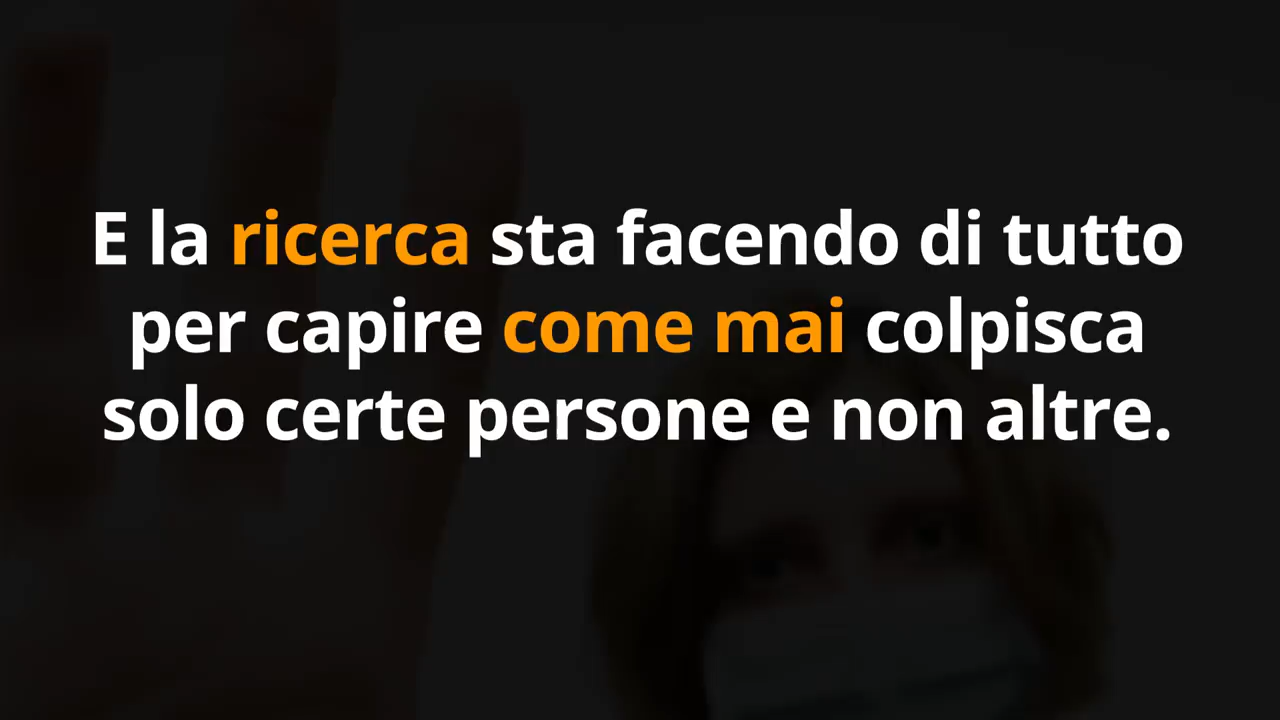 E la ricerca sta facendo di tutto
per capire come mai colpisca
solo certe persone e non altre.